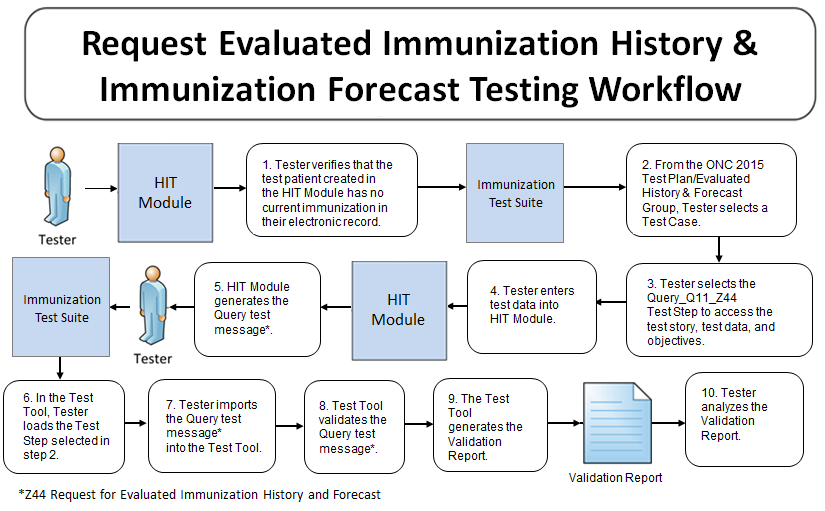 Request Evaluated Immunization History &
Immunization Forecast Testing Workflow
Tester
HIT
Module
1. Tester verifies that the
test patient created in
the HIT Module has no
current immunization in
their electronic record.
Immunization
Test Suite
2. From the ONC 2015
Test Plan/Evaluated
History & Forecast
Group, Tester selects a
Test Case.
3. Tester selects the
Query_Q11_Z44
Test Step to access the
test story, test data, and
objectives.
4. Tester enters
test data into
HIT Module.
HIT
Module
5. HIT Module
generates the
Query test
message*.
Tester
Immunization
Test Suite
6. In the Test
Tool, Tester
loads the Test
Step selected in
step 2.
7. Tester imports
the Query test
message*
into the Test Tool.
8. Test Tool
validates the
Query test
message*.
9. The Test
Tool
generates the
Validation
Report.
Validation Report
10. Tester
analyzes the
Validation
Report.
*Z44 Request for Evaluated Immunization History and Forecast